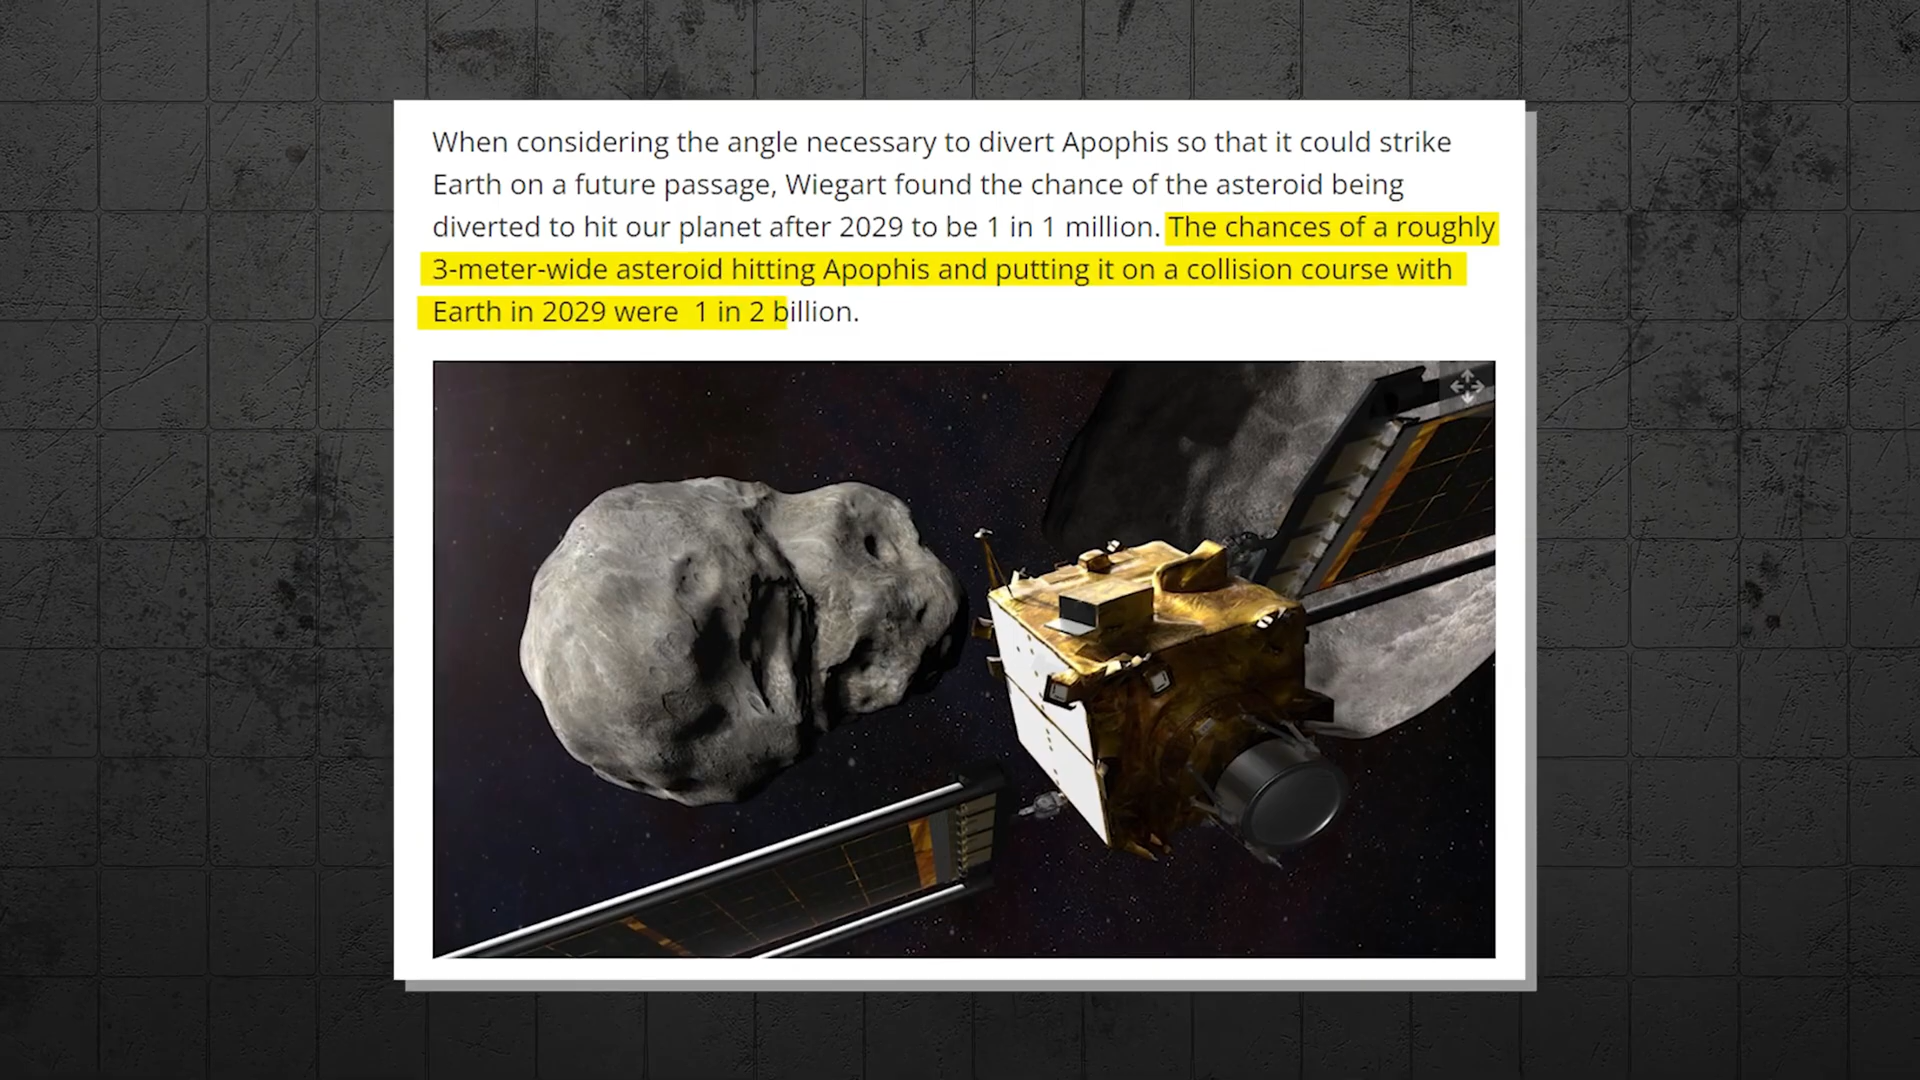 When considering the angle necessary to divert Apophis so that it could strike
Earth on a future passage, Wiegart found the chance of the asteroid being
diverted to hit our planet after 2029 to be 1 in 1 million. The chances of a roughly
3-meter-wide asteroid hitting Apophis and putting it on a collision course with
Earth in 2029 were  1 in 2 billion.